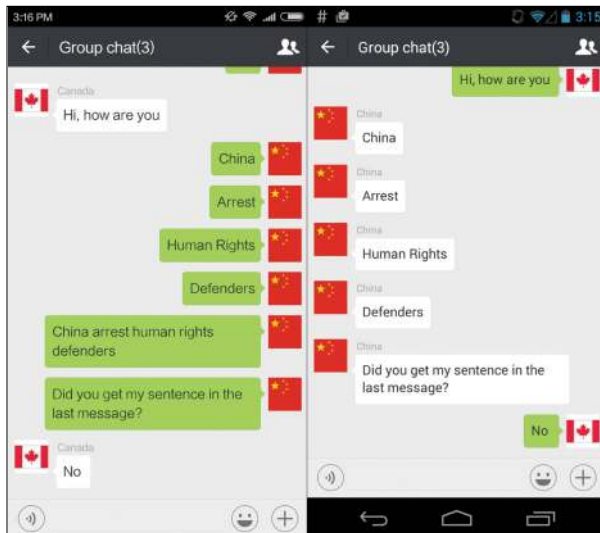 3:16 PM
Group chat(3)
Canada
Hi, how are you
China
Arrest
Human Rights
Defenders
China arrest human rights
defenders
Did you get my sentence in the
last message?
Canada
No
# 3:15
Group chat(3)
Hi, how are you
China
China
China
Arrest
China
Human Rights
China
Defenders
China
Did you get my sentence in the
last message?
No